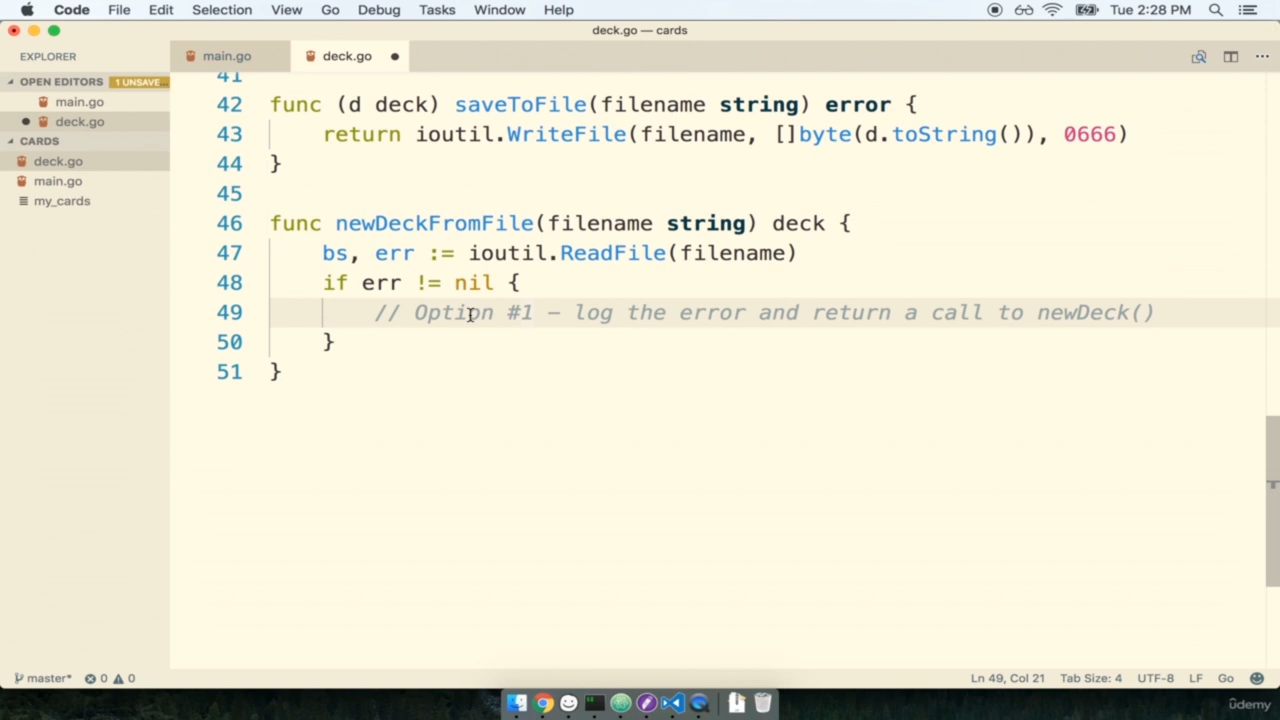 Code File Edit Selection View Go Debug Tasks Window Help Tue 2:28 PM
deck.go — cards
EXPLORER
main.go
deck.go
OPEN EDITORS 1 UNSAVE...
main.go
deck.go
CARDS
deck.go
main.go
my_cards
41
42 func (d deck) saveToFile(filename string) error {
43 return ioutil.WriteFile(filename, []byte(d.toString()), 0666)
44 }
45
46 func newDeckFromFile(filename string) deck {
47 bs, err := ioutil.ReadFile(filename)
48 if err != nil {
49 // Option #1 – log the error and return a call to newDeck()
50 }
51 }
master* 0 0 Ln 49, Col 21 Tab Size: 4 UTF-8 LF Go
ûdemy